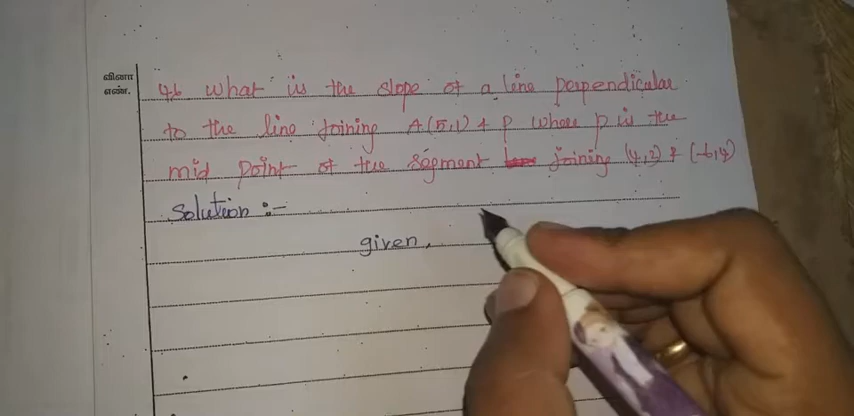 வினா
எண்.
46 what is the slope of a line perpendicular
to the line joining A(5,1) & P where p is the
mid point of the segment joining (4,2) & (-6,4)
Solution :-
given,